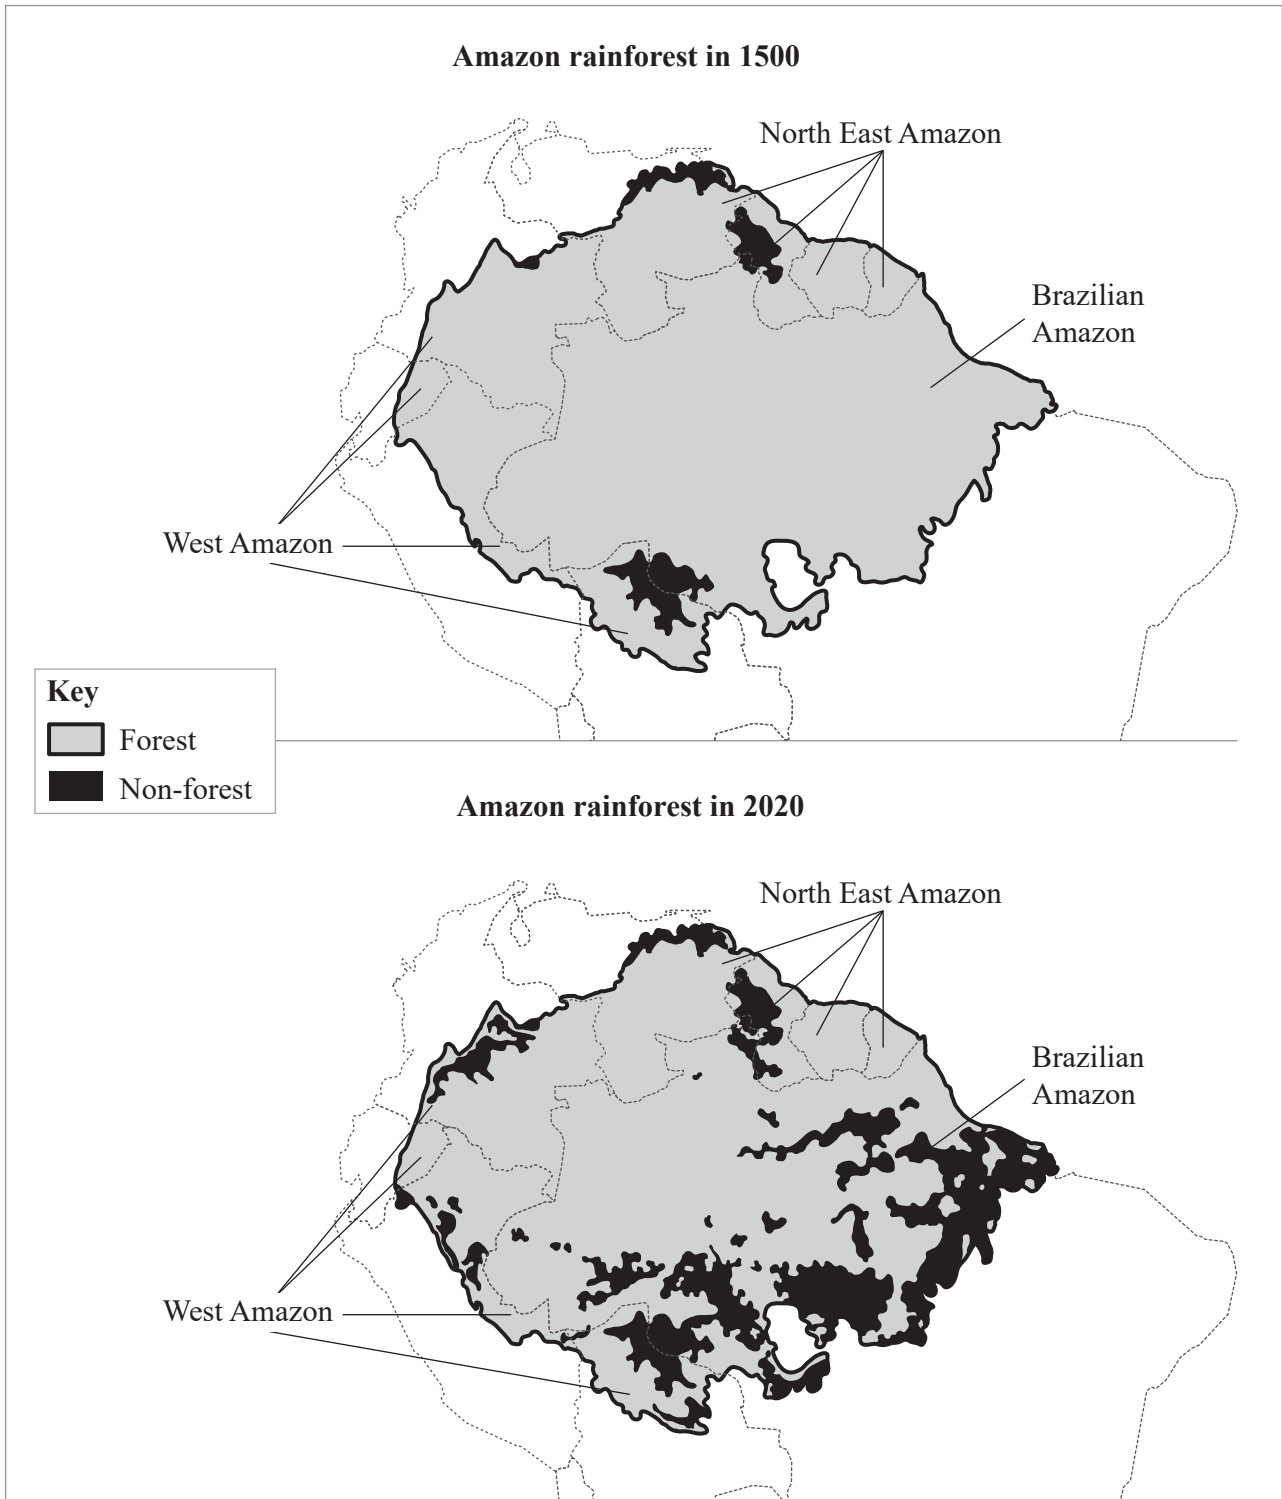 Amazon rainforest in 1500
North East Amazon
Brazilian
Amazon
West Amazon
Key
Forest
Non-forest
Amazon rainforest in 2020
North East Amazon
Brazilian
Amazon
West Amazon